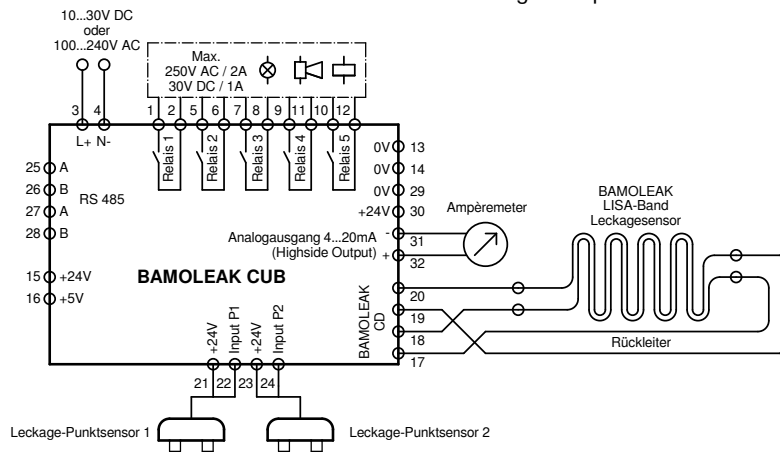 10...30V DC
oder
100...240V AC
Max.
250V AC / 2A
30V DC / 1A
3 4 1 2 5 6 7 8 9 11 10 12
L+ N-
Relais 1
Relais 2
Relais 3
Relais 4
Relais 5
0V 13
0V 14
0V 29
+24V 30
25 A
26 B
27 A
28 B
RS 485
Ampèremeter
Analogausgang 4...20mA
(Highside Output)
- 31
+ 32
BAMOLEAK
LISA-Band
Leckagesensor
15 +24V
16 +5V
BAMOLEAK CUB
BAMOLEAK
CD
20
19
18
17
Rückleiter
+24V
Input P1
+24V
Input P2
21 22 23 24
Leckage-Punktsensor 1
Leckage-Punktsensor 2